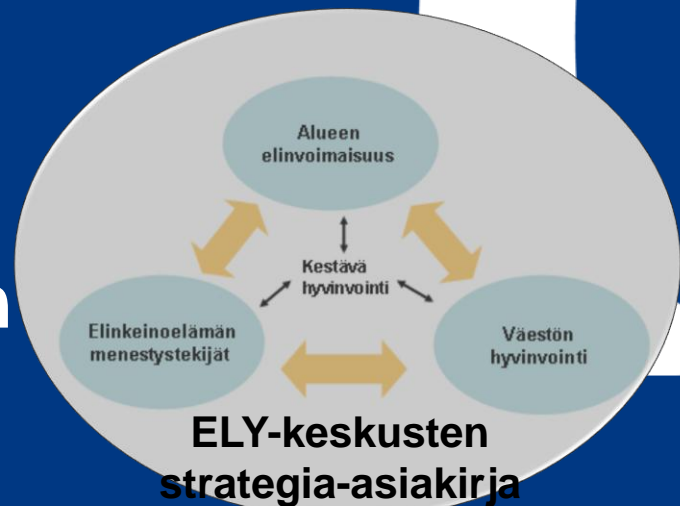 Alueen
elinvoimaisuus
Kestävä
hyvinvointi
Elinkeinoelämän
menestystekijät
Väestön
hyvinvointi
ELY-keskusten
strategia-asiakirja